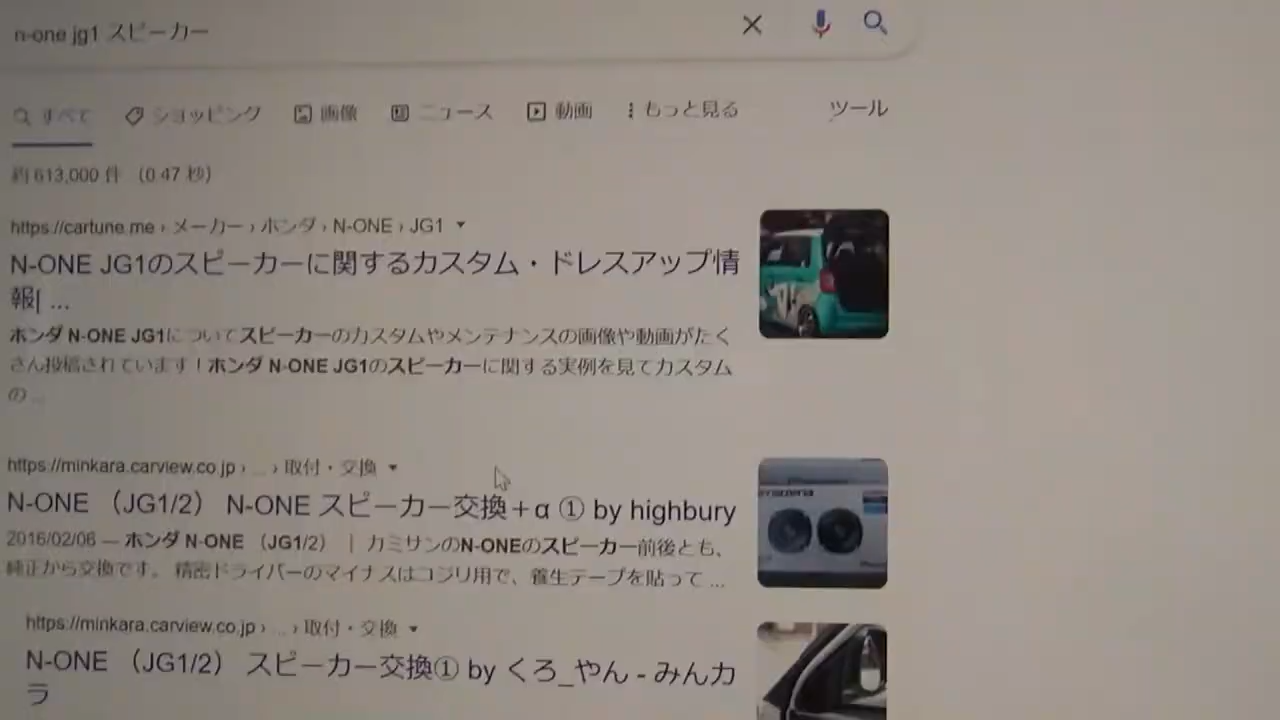 n-one jg1 スピーカー
すべて ショッピング 画像 ニュース 動画 もっと見る ツール
約 613,000 件 （0.47 秒）
https://cartune.me › メーカー › ホンダ › N-ONE › JG1
N-ONE JG1のスピーカーに関するカスタム・ドレスアップ情
報| ...
ホンダ N-ONE JG1についてスピーカーのカスタムやメンテナンスの画像や動画がたく
さん投稿されています！ホンダ N-ONE JG1のスピーカーに関する実例を見てカスタム
の ...
https://minkara.carview.co.jp › ... › 取付・交換
N-ONE （JG1/2） N-ONE スピーカー交換＋α ① by highbury
2016/02/06 — ホンダ N-ONE （JG1/2） | カミサンのN-ONEのスピーカー前後とも、
純正から交換です。 精密ドライバーのマイナスはコジリ用で、養生テープを貼って ...
https://minkara.carview.co.jp › ... › 取付・交換
N-ONE （JG1/2） スピーカー交換① by くろ_やん - みんカ
ラ